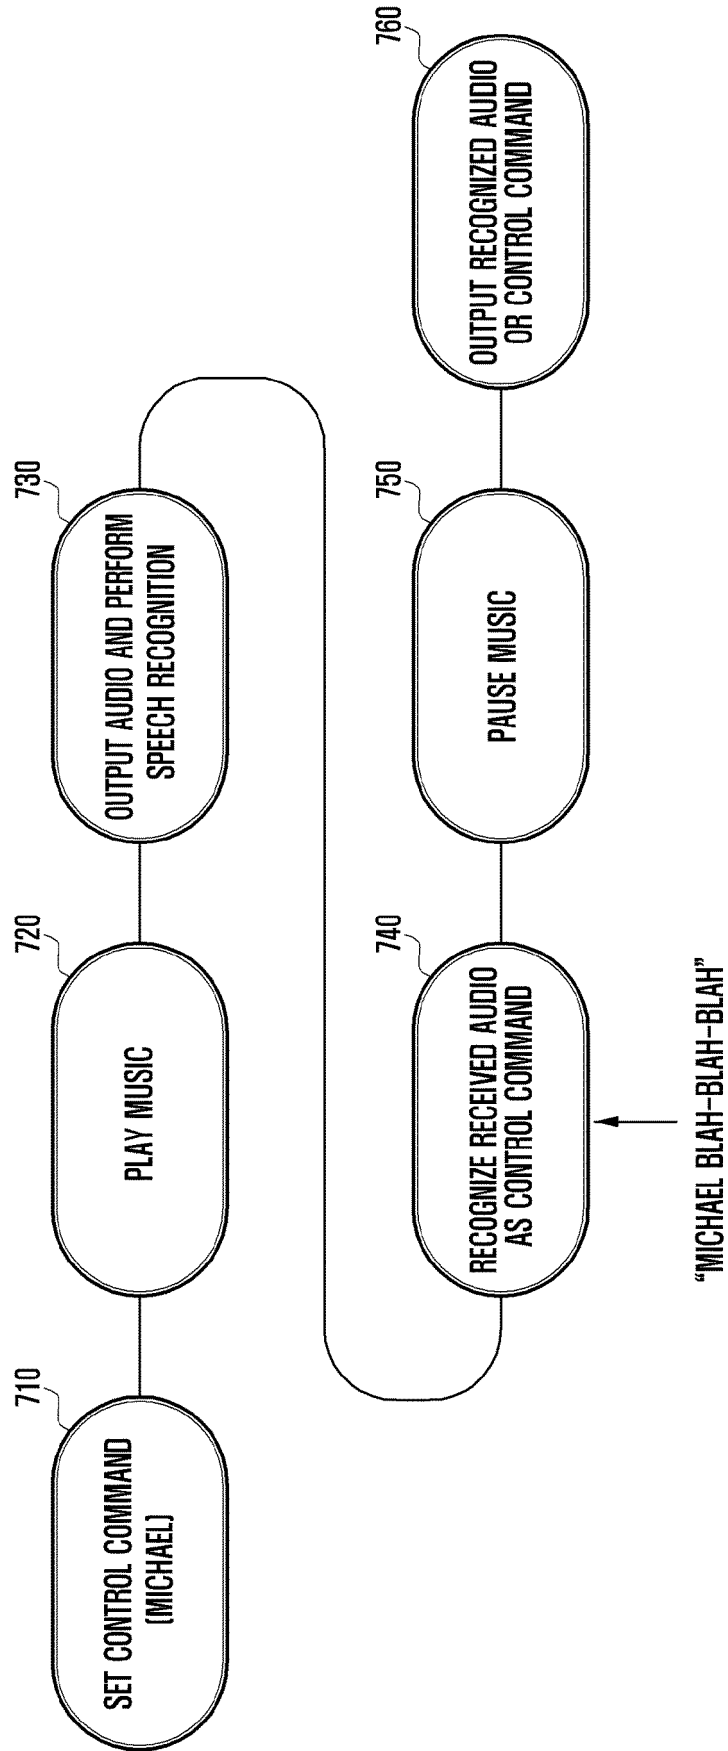 710
SET CONTROL COMMAND
(MICHAEL)
720
PLAY MUSIC
730
OUTPUT AUDIO AND PERFORM
SPEECH RECOGNITION
740
RECOGNIZE RECEIVED AUDIO
AS CONTROL COMMAND
"MICHAEL BLAH-BLAH-BLAH"
750
PAUSE MUSIC
760
OUTPUT RECOGNIZED AUDIO
OR CONTROL COMMAND